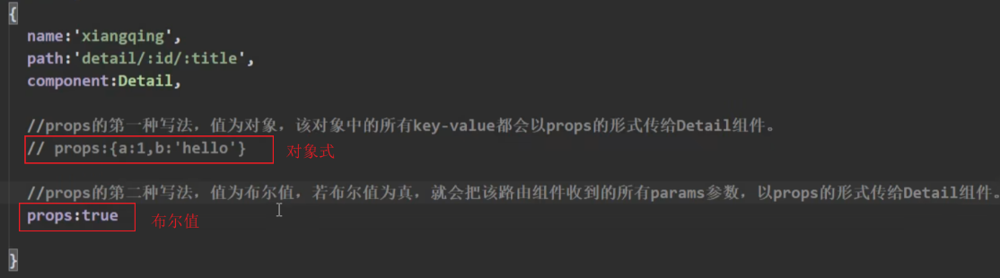 {
name:'xiangqing',
path:'detail/:id/:title',
component:Detail,
//props的第一种写法，值为对象，该对象中的所有key-value都会以props的形式传给Detail组件。
// props:{a:1,b:'hello'} 对象式
//props的第二种写法，值为布尔值，若布尔值为真，就会把该路由组件收到的所有params参数，以props的形式传给Detail组件。
props:true 布尔值
}